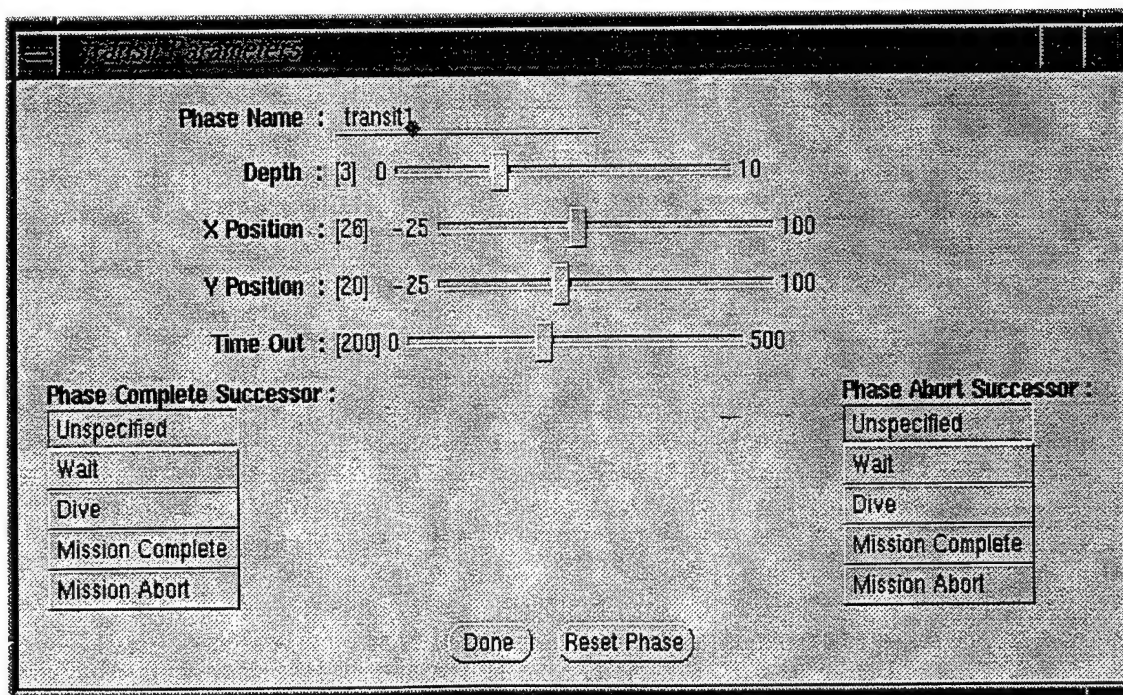 Transit Parameters
Phase Name : transit1
Depth : [3] 0 10
X Position : [26] -25 100
Y Position : [20] -25 100
Time Out : [200] 0 500
Phase Complete Successor :
Unspecified
Wait
Dive
Mission Complete
Mission Abort
Phase Abort Successor :
Unspecified
Wait
Dive
Mission Complete
Mission Abort
Done Reset Phase